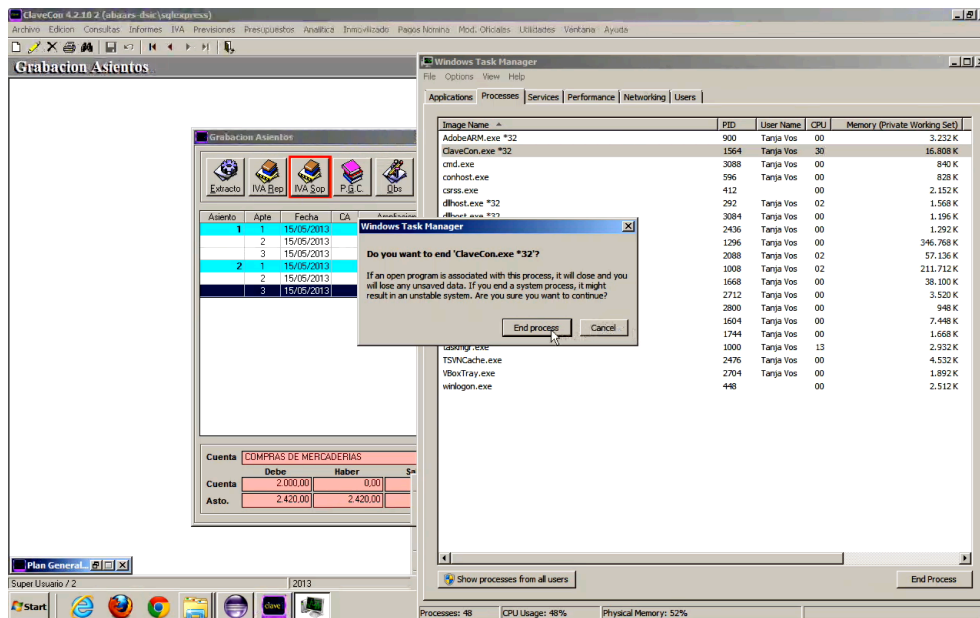 ClaveCon 4.2.10.2 (abaars-dsic\sqlexpress)
Archivo Edicion Consultas Informes IVA Previsiones Presupuestos Analitica Inmovilizado Pagos Nomina Mod. Oficiales Utilidades Ventana Ayuda
Grabacion Asientos
Grabacion Asientos
Extracto IVA Rep IVA Sop P.G.C. Obs
Asiento Apte Fecha CA
1 1 15/05/2013
2 15/05/2013
3 15/05/2013
2 1 15/05/2013
2 15/05/2013
3 15/05/2013
Cuenta COMPRAS DE MERCADERIAS
Debe Haber
Cuenta 2.000,00 0,00
Asto. 2.420,00 2.420,00
Plan General...
Super Usuario / 2 2013
Start clave
Windows Task Manager
File Options View Help
Applications Processes Services Performance Networking Users
Image Name PID User Name CPU Memory (Private Working Set)
AdobeARM.exe *32 900 Tanja Vos 00 3.232 K
ClaveCon.exe *32 1564 Tanja Vos 30 16.808 K
cmd.exe 3088 Tanja Vos 00 840 K
conhost.exe 596 Tanja Vos 00 828 K
csrss.exe 412 00 2.152 K
dllhost.exe *32 292 Tanja Vos 02 1.568 K
dllhost.exe *32 3084 Tanja Vos 00 1.196 K
2436 Tanja Vos 00 1.292 K
1296 Tanja Vos 00 346.768 K
2088 Tanja Vos 02 57.136 K
1008 Tanja Vos 02 211.712 K
1668 Tanja Vos 00 38.100 K
2712 Tanja Vos 00 3.520 K
2800 Tanja Vos 00 948 K
1604 Tanja Vos 00 7.448 K
1744 Tanja Vos 00 1.668 K
taskmgr.exe 1000 Tanja Vos 13 2.932 K
TSVNCache.exe 2476 Tanja Vos 00 4.532 K
VBoxTray.exe 2704 Tanja Vos 00 1.892 K
winlogon.exe 448 00 2.512 K
Windows Task Manager
Do you want to end 'ClaveCon.exe *32'?
If an open program is associated with this process, it will close and you
will lose any unsaved data. If you end a system process, it might
result in an unstable system. Are you sure you want to continue?
End process Cancel
Show processes from all users End Process
Processes: 48 CPU Usage: 48% Physical Memory: 52%